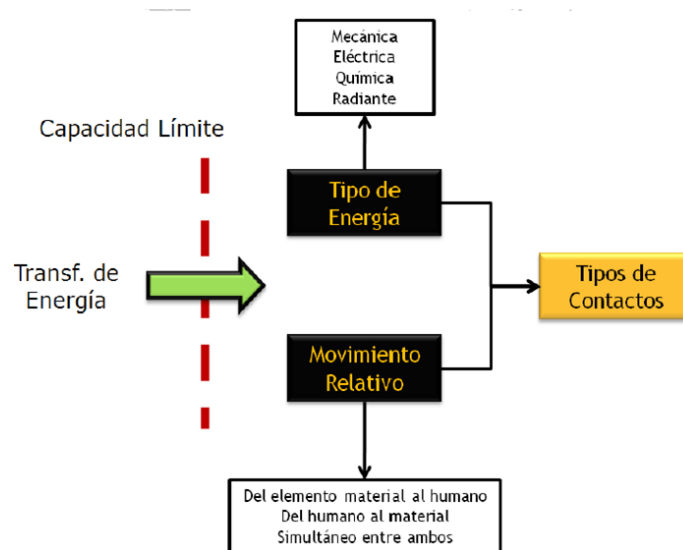 Mecánica
Eléctrica
Química
Radiante
Capacidad Límite
Tipo de
Energía
Transf. de
Energía
Tipos de
Contactos
Movimiento
Relativo
Del elemento material al humano
Del humano al material
Simultáneo entre ambos